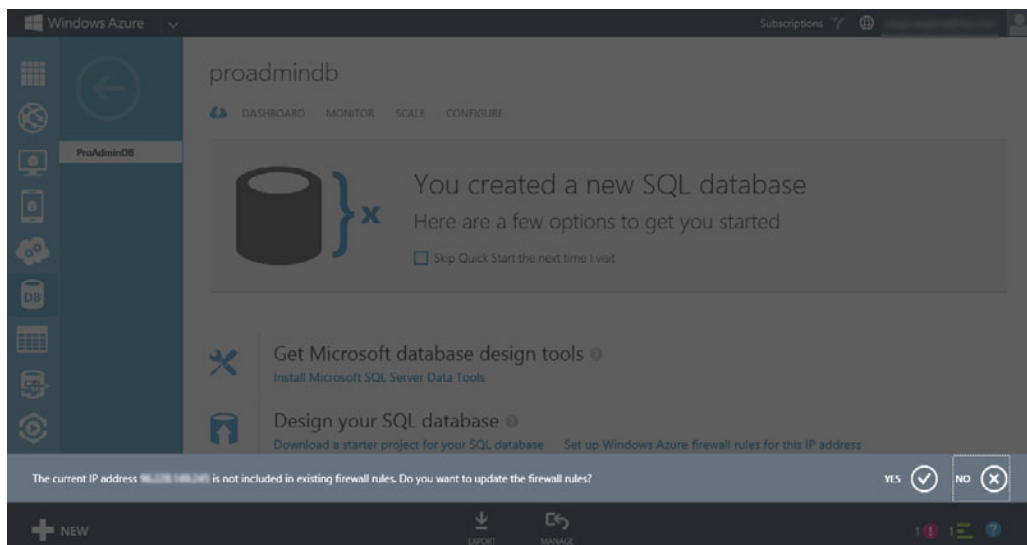 Windows Azure
Subscriptions
proadmindb
DASHBOARD MONITOR SCALE CONFIGURE
ProAdminDB
You created a new SQL database
Here are a few options to get you started
Skip Quick Start the next time I visit
DB
Get Microsoft database design tools
Install Microsoft SQL Server Data Tools
Design your SQL database
Download a starter project for your SQL database Set up Windows Azure firewall rules for this IP address
The current IP address is not included in existing firewall rules. Do you want to update the firewall rules?
YES NO
NEW
EXPORT MANAGE
1 1 ?